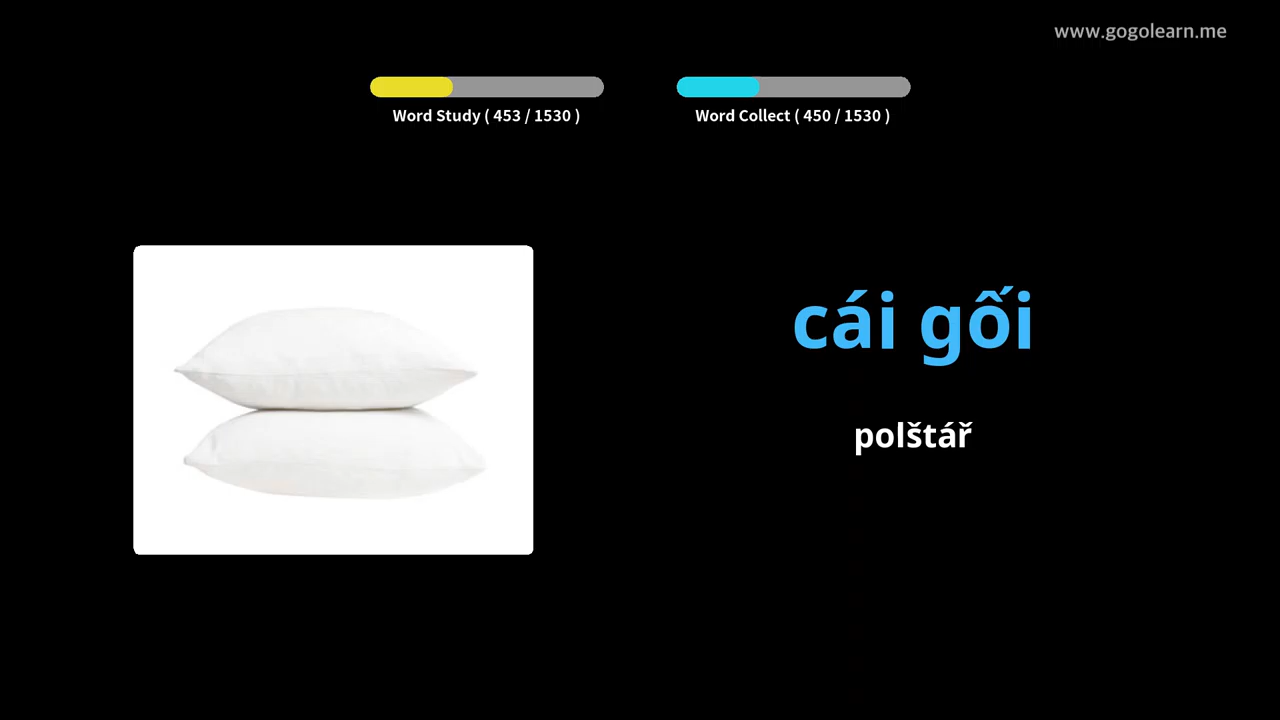 www.gogolearn.me
Word Study ( 453 / 1530 )
Word Collect ( 450 / 1530 )
cái gối
polštář